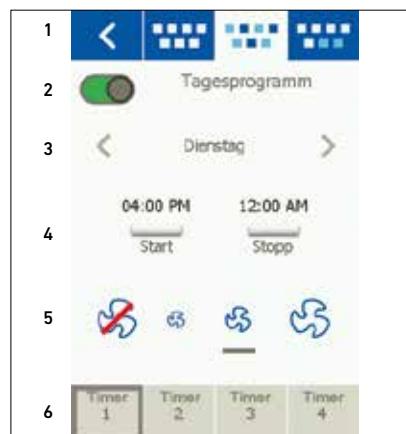 1
2 Tagesprogramm
3 Dienstag
04:00 PM 12:00 AM
4
Start Stopp
5
Timer Timer Timer Timer
1 2 3 4
6